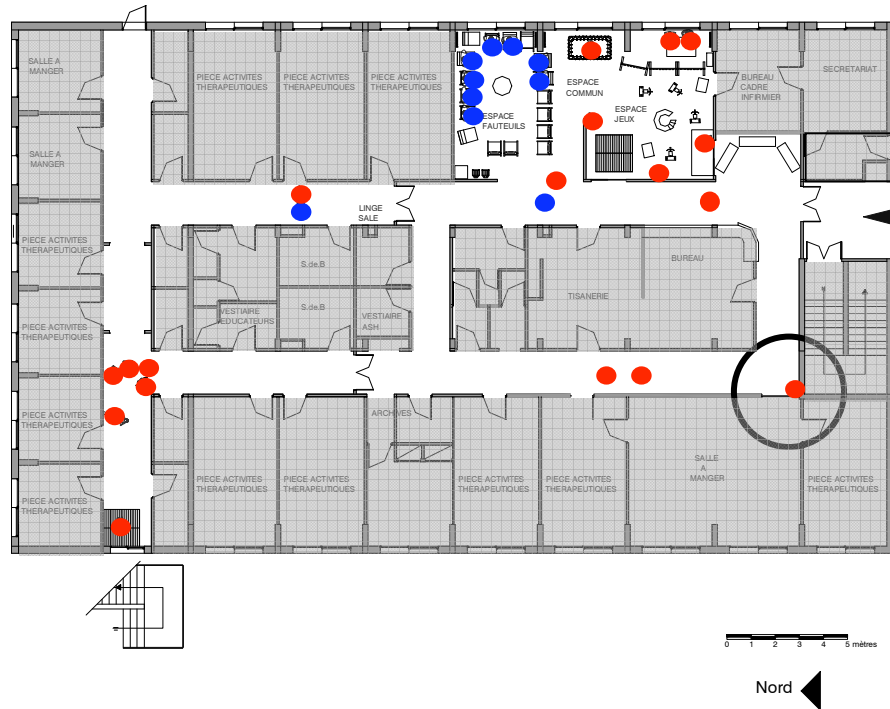 SALLE A
MANGER
PIECE ACTIVITES
THERAPEUTIQUES
PIECE ACTIVITES
THERAPEUTIQUES
PIECE ACTIVITES
THERAPEUTIQUES
ESPACE
FAUTEUILS
ESPACE
COMMUN
ESPACE
JEUX
BUREAU
CADRE
INFIRMIER
SECRETARIAT
SALLE A
MANGER
PIECE ACTIVITES
THERAPEUTIQUES
LINGE
SALE
S.de.B
S.de.B
VESTIAIRE
EDUCATEURS
VESTIAIRE
ASH
TISANERIE
BUREAU
PIECE ACTIVITES
THERAPEUTIQUES
PIECE ACTIVITES
THERAPEUTIQUES
PIECE ACTIVITES
THERAPEUTIQUES
PIECE ACTIVITES
THERAPEUTIQUES
PIECE ACTIVITES
THERAPEUTIQUES
ARCHIVES
PIECE ACTIVITES
THERAPEUTIQUES
PIECE ACTIVITES
THERAPEUTIQUES
SALLE
A
MANGER
PIECE ACTIVITES
THERAPEUTIQUES
0 1 2 3 4 5 mètres
Nord